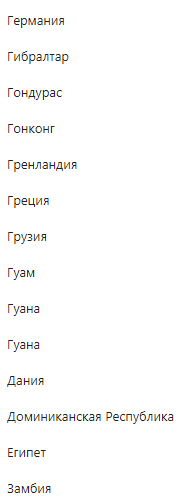 Германия
Гибралтар
Гондурас
Гонконг
Гренландия
Греция
Грузия
Гуам
Гуана
Гуана
Дания
Доминиканская Республика
Египет
Замбия